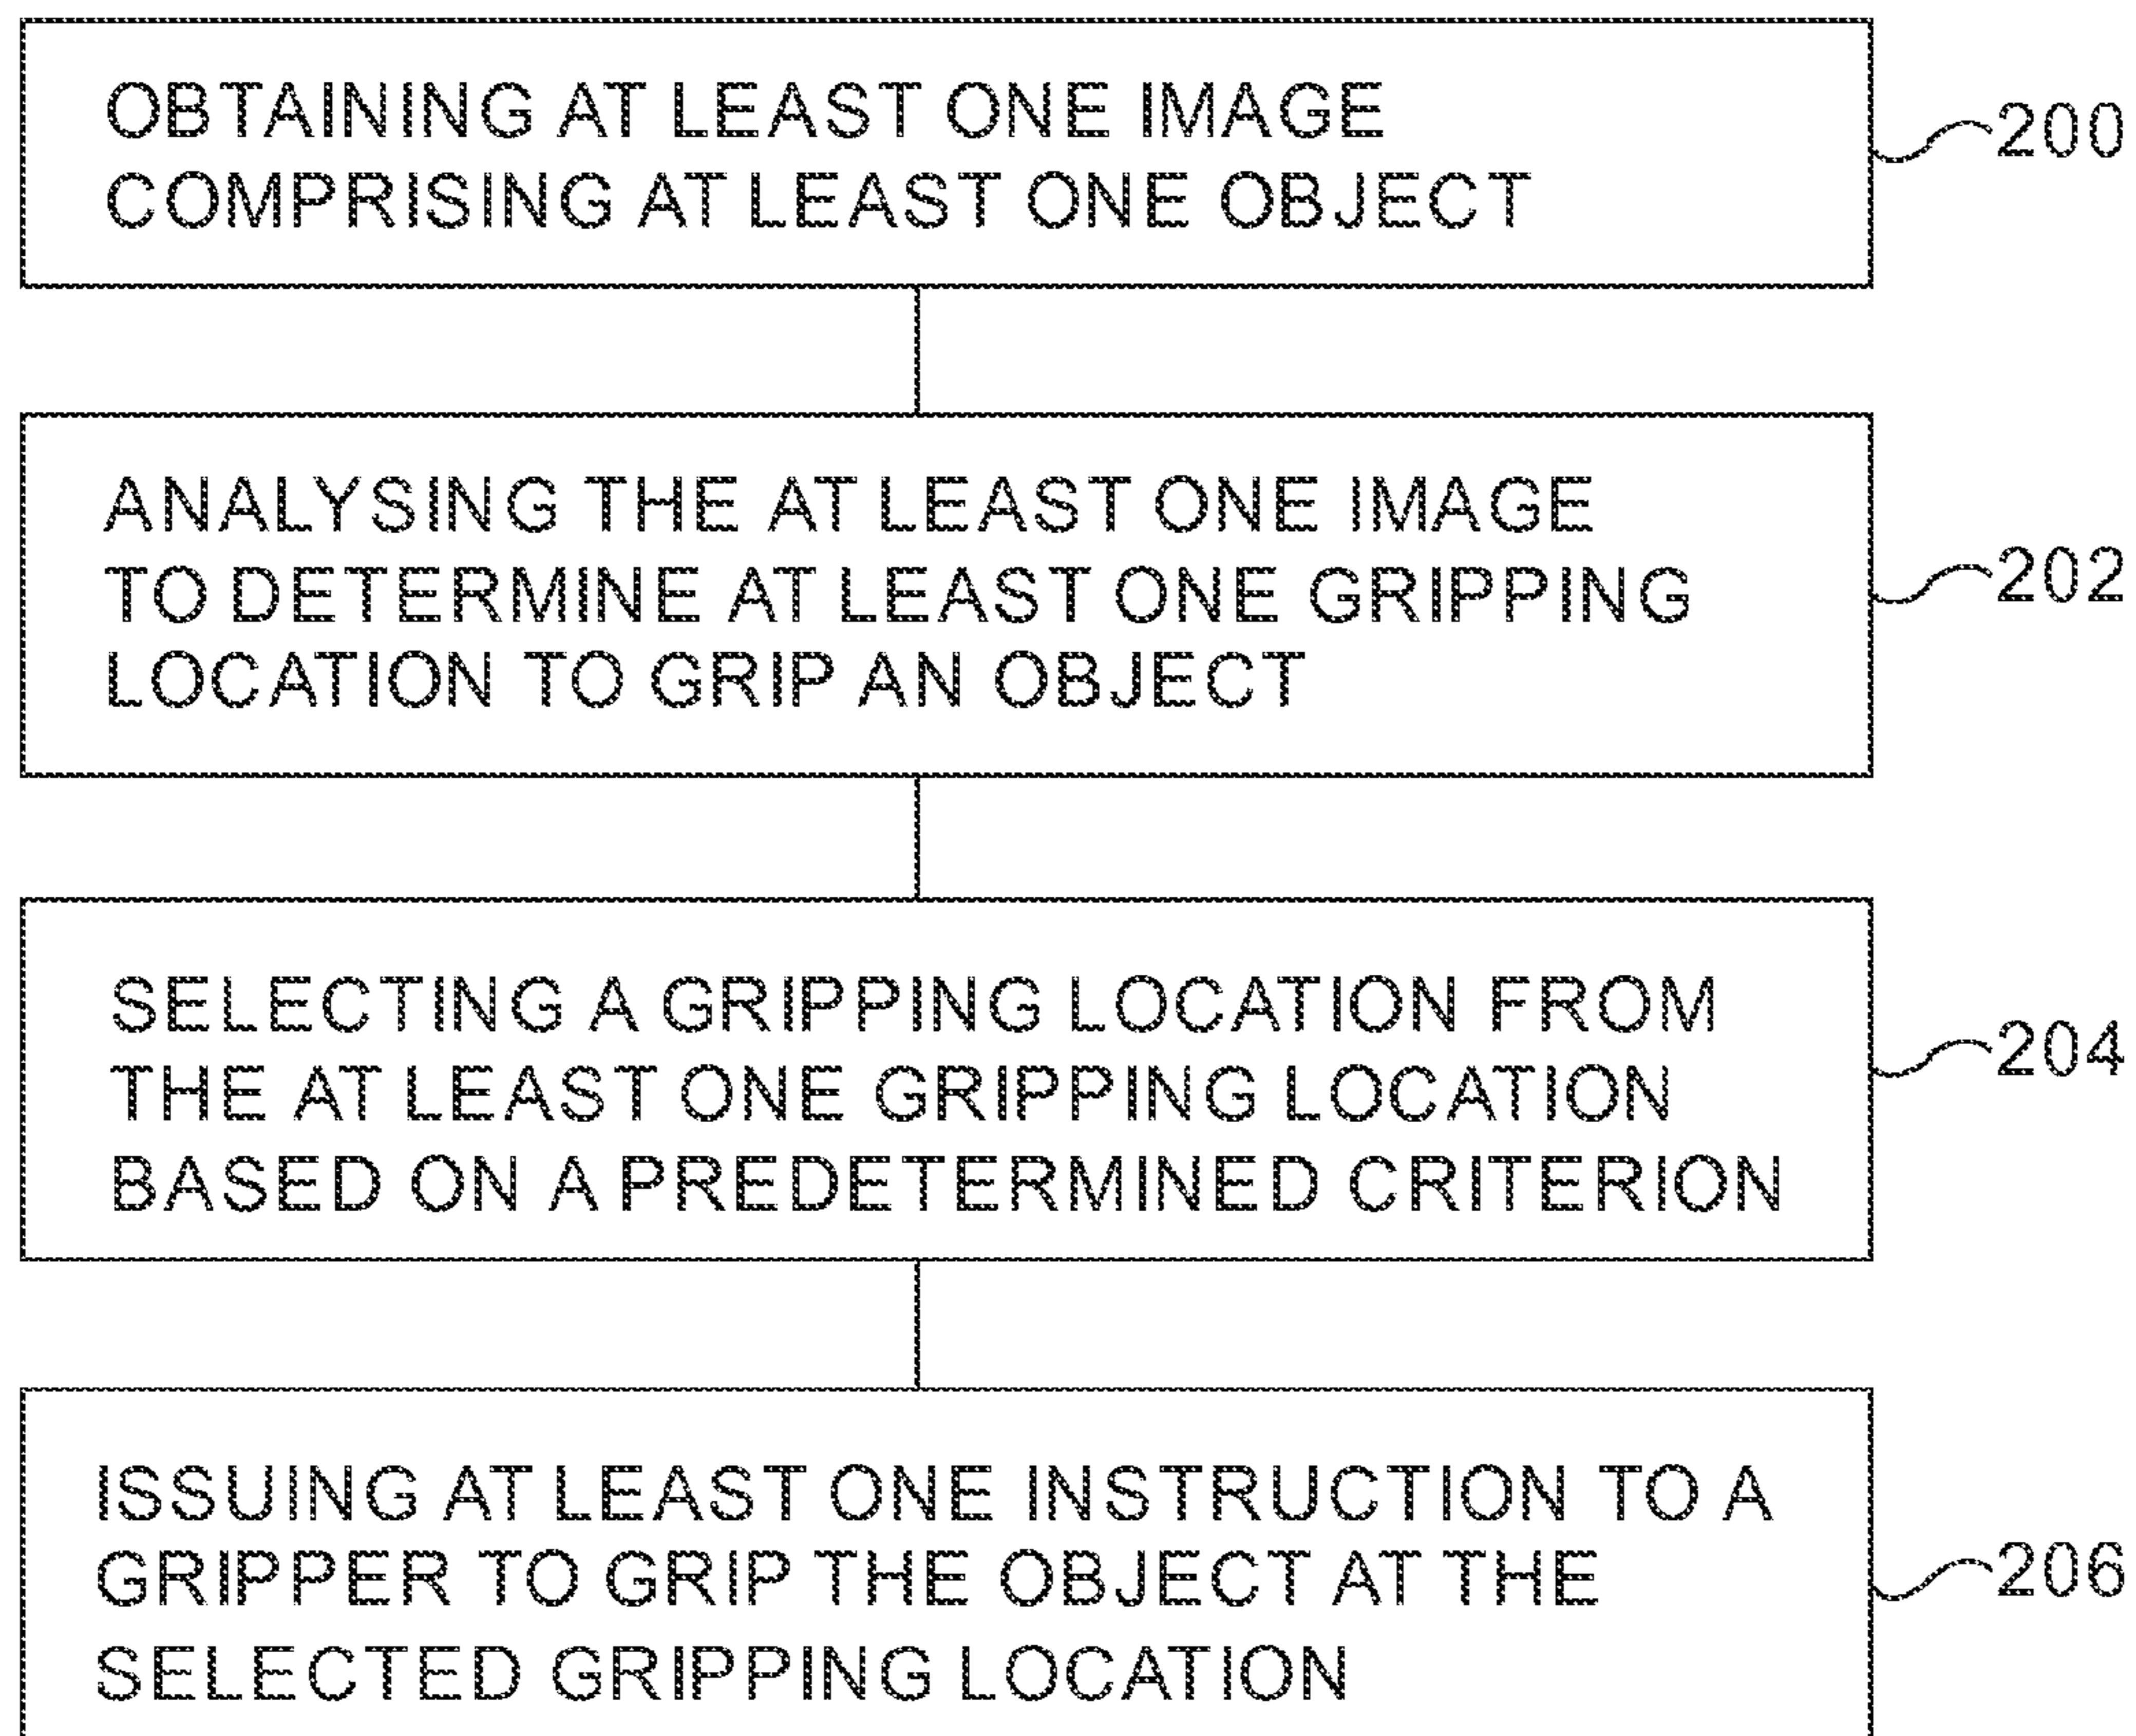 OBTAINING AT LEAST ONE IMAGE
COMPRISING AT LEAST ONE OBJECT
200
ANALYSING THE AT LEAST ONE IMAGE
TO DETERMINE AT LEAST ONE GRIPPING
LOCATION TO GRIP AN OBJECT
202
SELECTING A GRIPPING LOCATION FROM
THE AT LEAST ONE GRIPPING LOCATION
BASED ON A PREDETERMINED CRITERION
204
ISSUING AT LEAST ONE INSTRUCTION TO A
GRIPPER TO GRIP THE OBJECT AT THE
SELECTED GRIPPING LOCATION
206